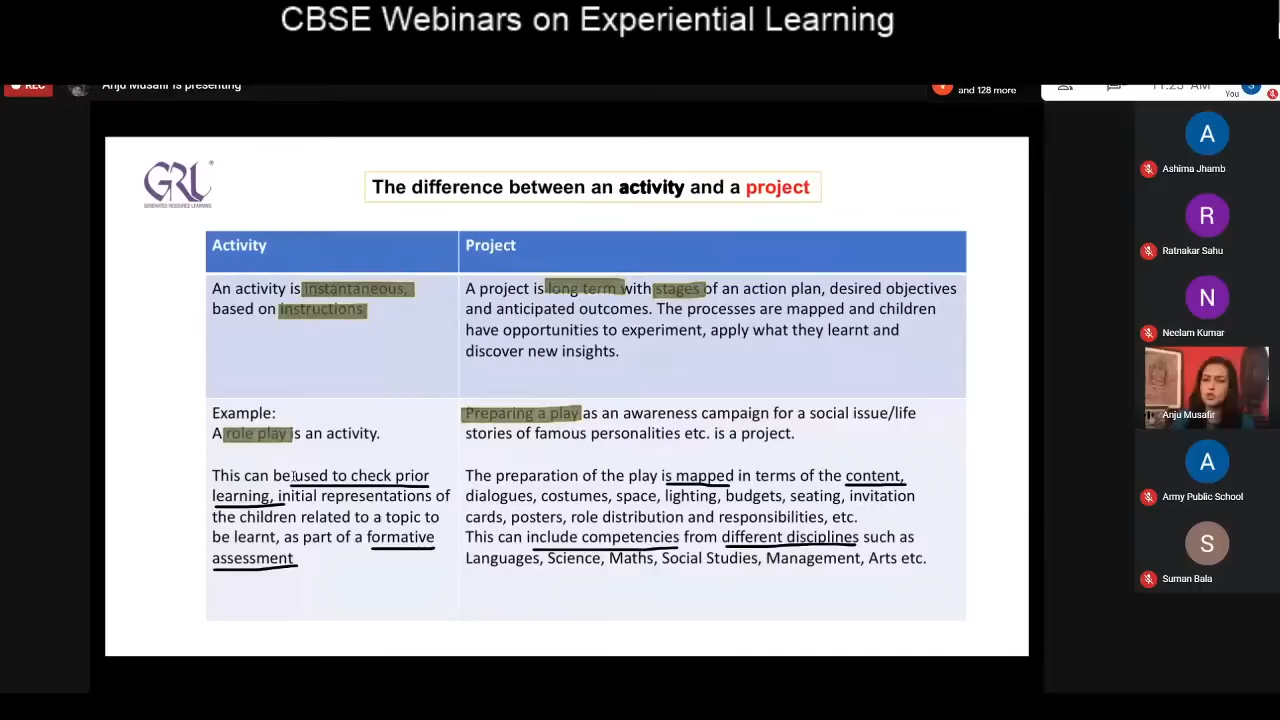 CBSE Webinars on Experiential Learning
REC
Anju Musafir is presenting
and 128 more
11:25 AM
You
S
GRL
GENERATED RESOURCE LEARNING
The difference between an activity and a project
Activity
Project
An activity is instantaneous,
based on instructions
A project is long term with stages of an action plan, desired objectives
and anticipated outcomes. The processes are mapped and children
have opportunities to experiment, apply what they learnt and
discover new insights.
Example:
A role play is an activity.
This can be used to check prior
learning, initial representations of
the children related to a topic to
be learnt, as part of a formative
assessment
Preparing a play as an awareness campaign for a social issue/life
stories of famous personalities etc. is a project.
The preparation of the play is mapped in terms of the content,
dialogues, costumes, space, lighting, budgets, seating, invitation
cards, posters, role distribution and responsibilities, etc.
This can include competencies from different disciplines such as
Languages, Science, Maths, Social Studies, Management, Arts etc.
A
Ashima Jhamb
R
Ratnakar Sahu
N
Neelam Kumar
Anju Musafir
A
Army Public School
S
Suman Bala